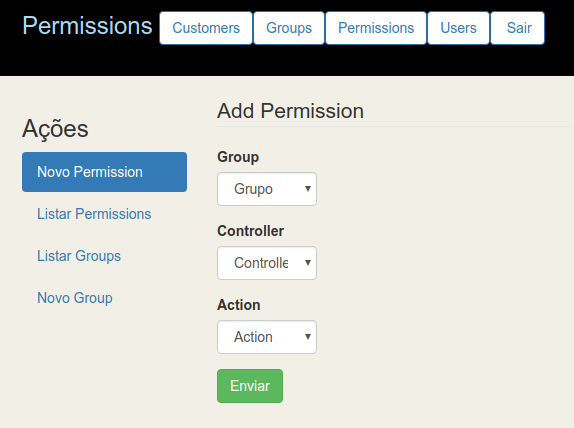 Permissions Customers Groups Permissions Users Sair
Ações
Novo Permission
Listar Permissions
Listar Groups
Novo Group
Add Permission
Group
Grupo
Controller
Controlle
Action
Action
Enviar